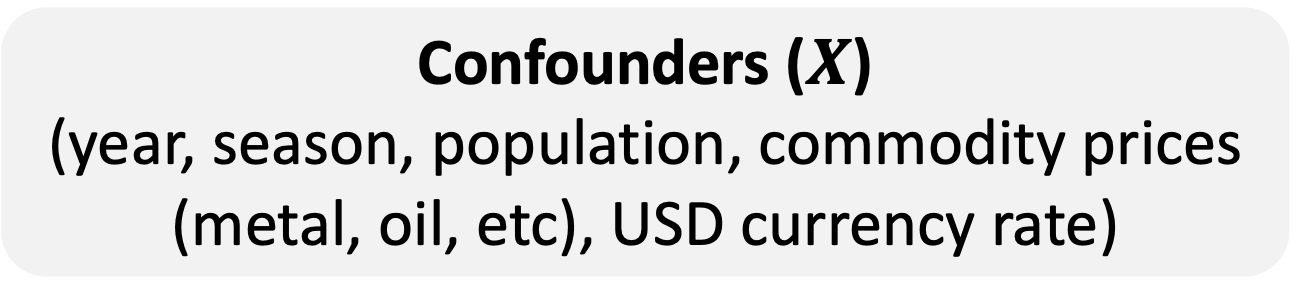 Confounders (X)
(year, season, population, commodity prices
(metal, oil, etc), USD currency rate)